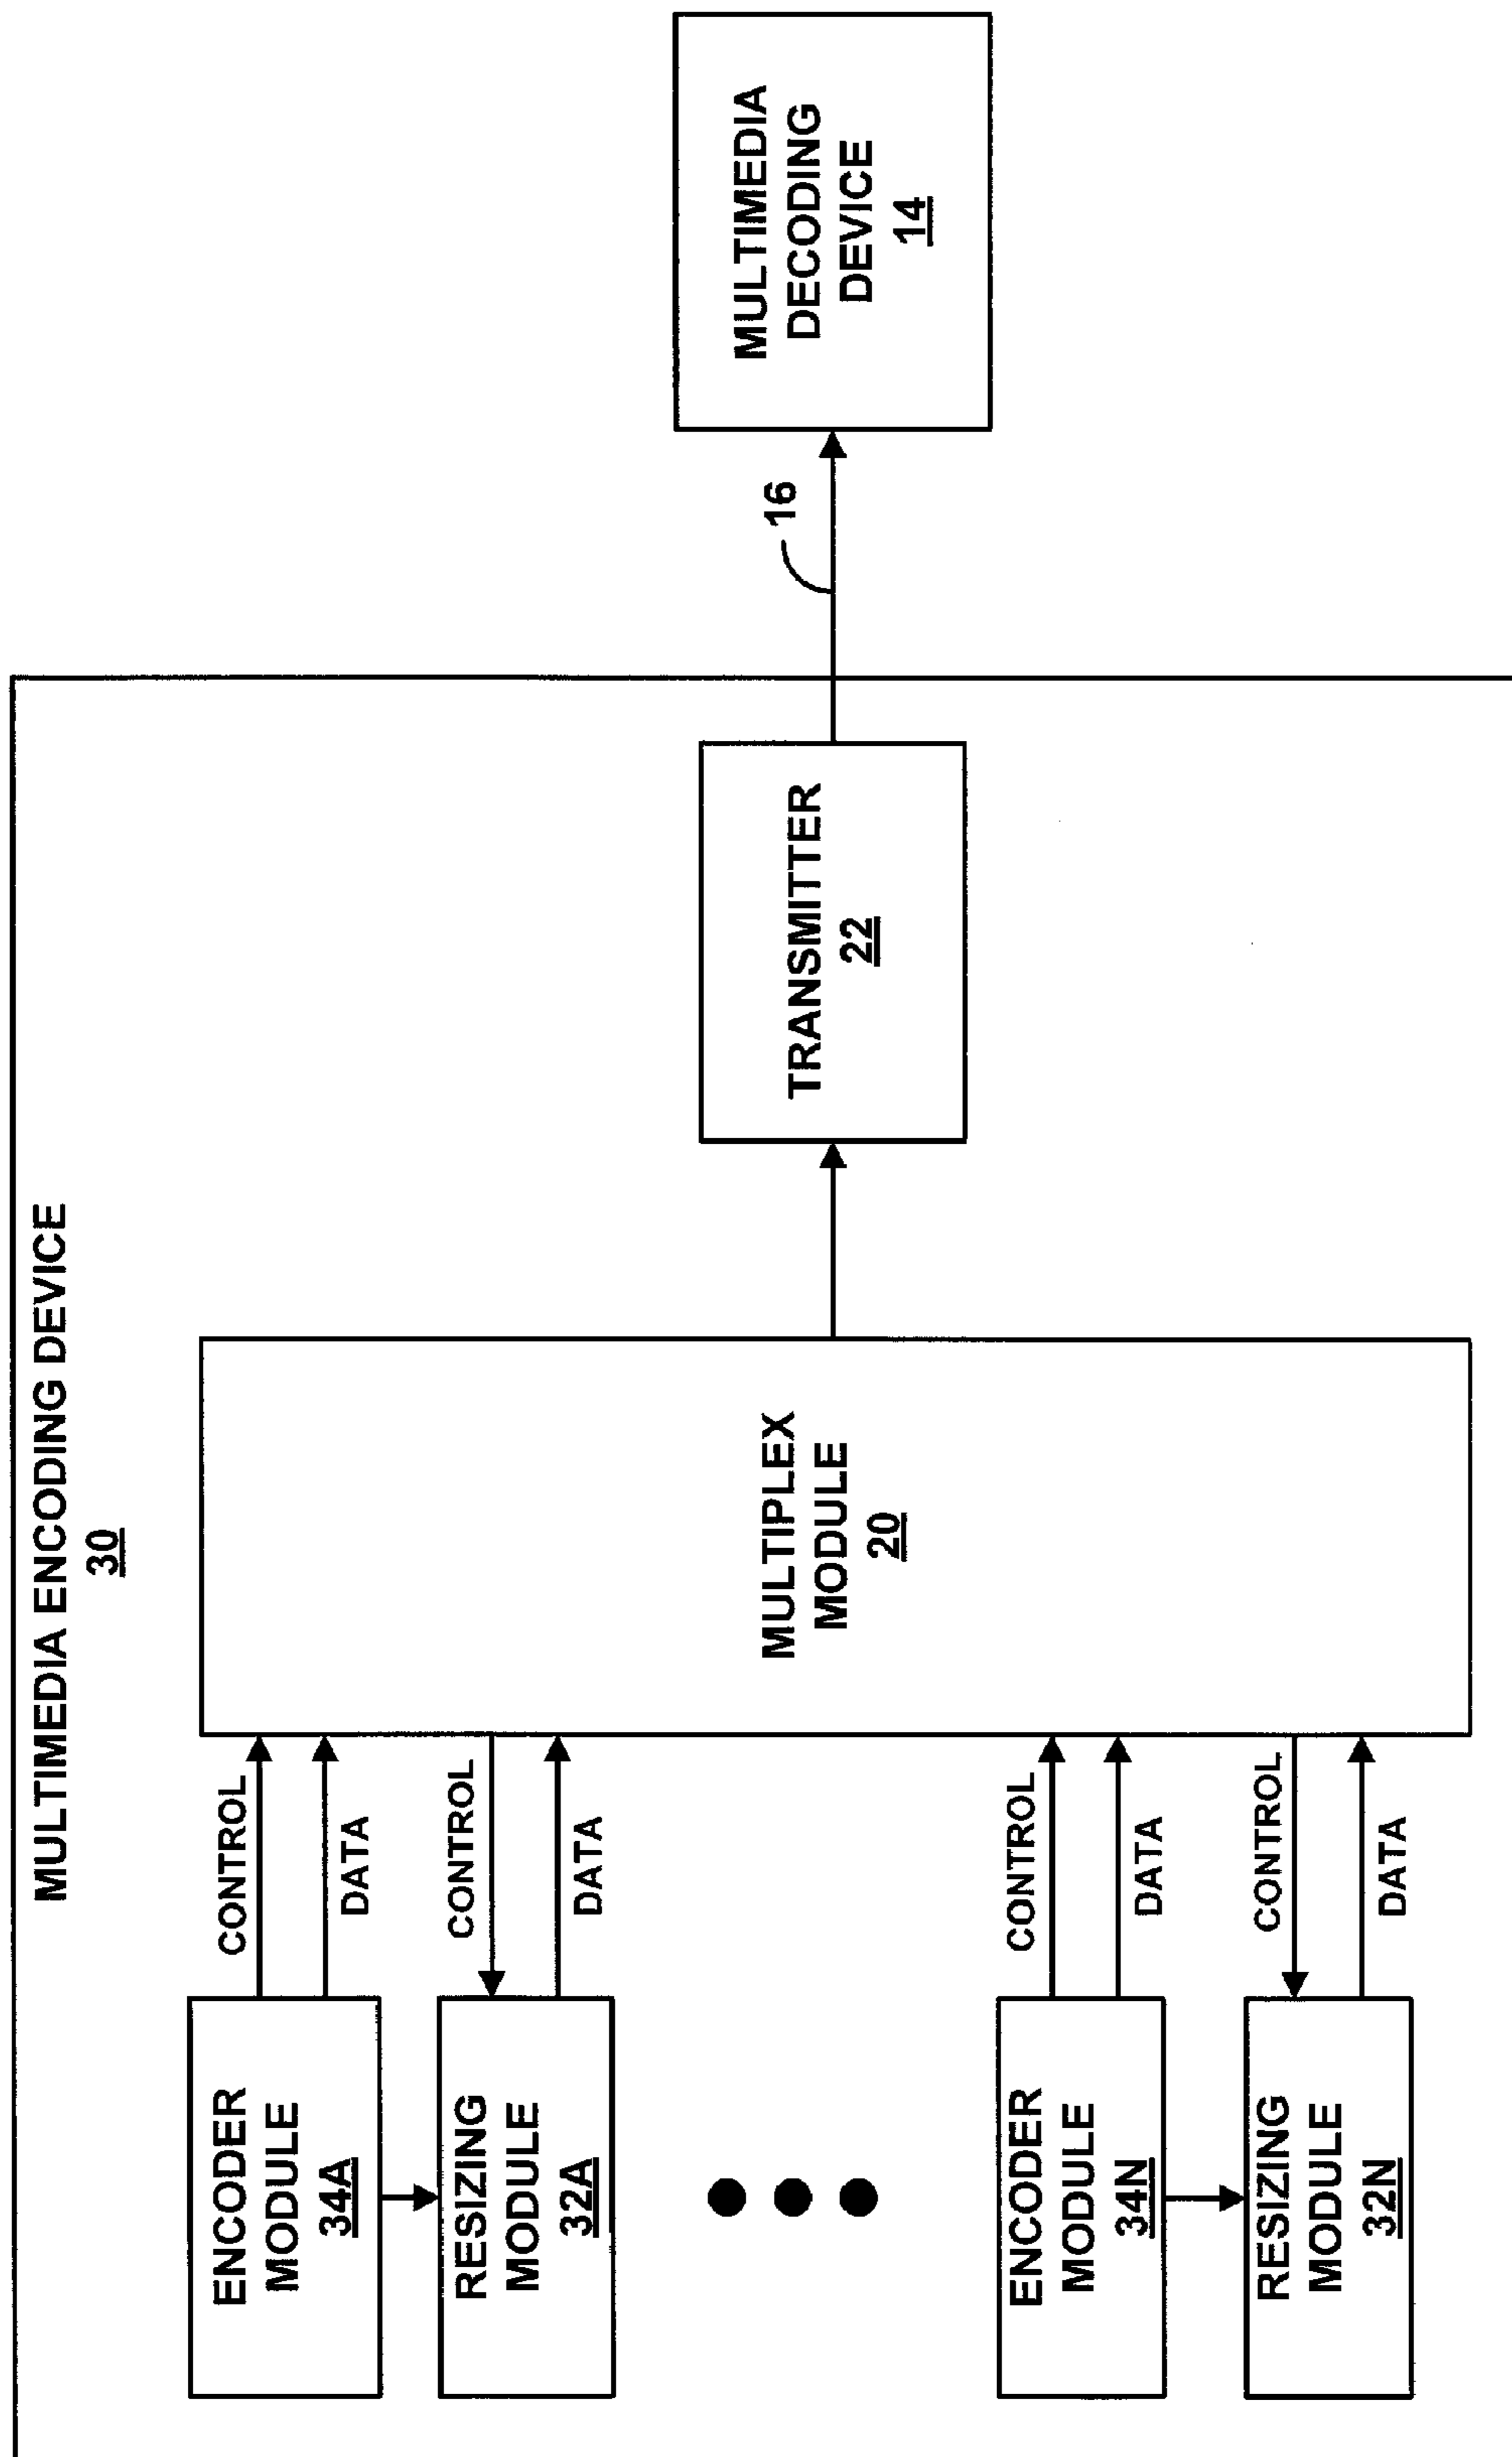 MULTIMEDIA ENCODING DEVICE
30
ENCODER
MODULE
34A
CONTROL
DATA
RESIZING
MODULE
32A
CONTROL
DATA
ENCODER
MODULE
34N
CONTROL
DATA
RESIZING
MODULE
32N
CONTROL
DATA
MULTIPLEX
MODULE
20
TRANSMITTER
22
16
MULTIMEDIA
DECODING
DEVICE
14